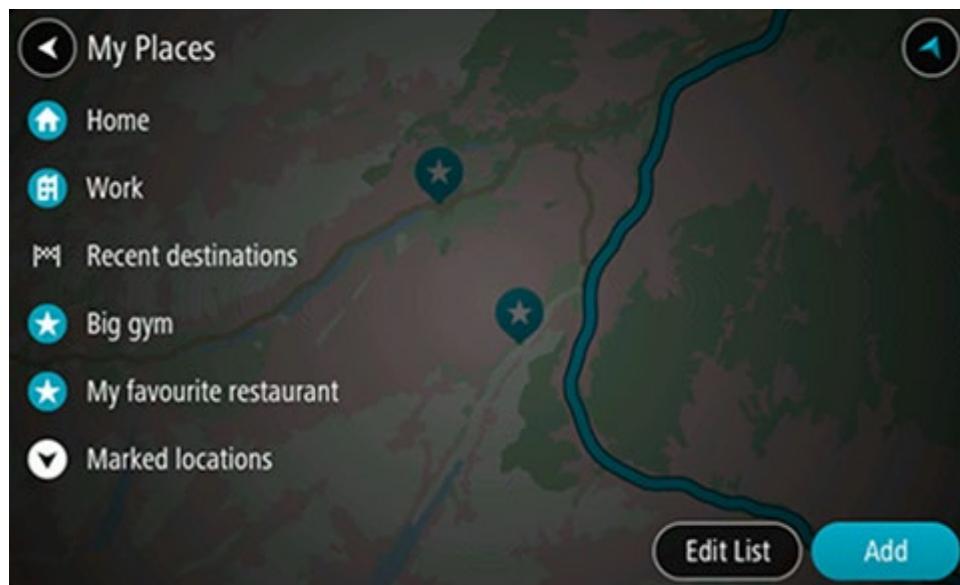 My Places
Home
Work
Recent destinations
Big gym
My favourite restaurant
Marked locations
Edit List
Add